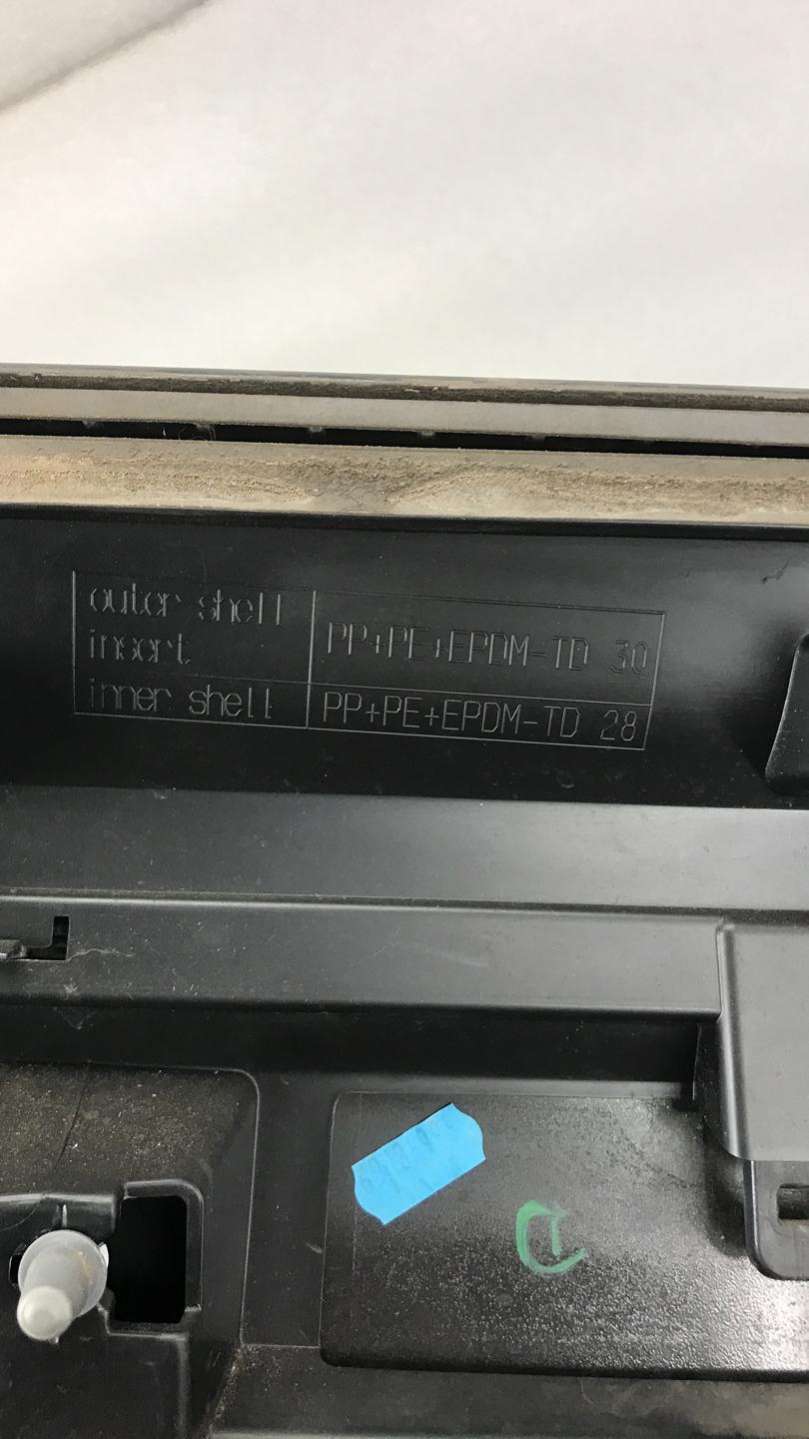 outer shell
insert
PP+PE+EPDM-TD 30
inner shell
PP+PE+EPDM-TD 28